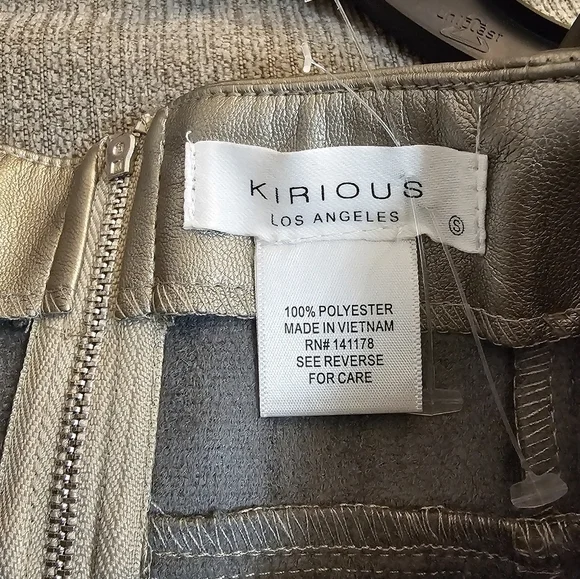 KIRIOUS
LOS ANGELES
S
100% POLYESTER
MADE IN VIETNAM
RN# 141178
SEE REVERSE
FOR CARE